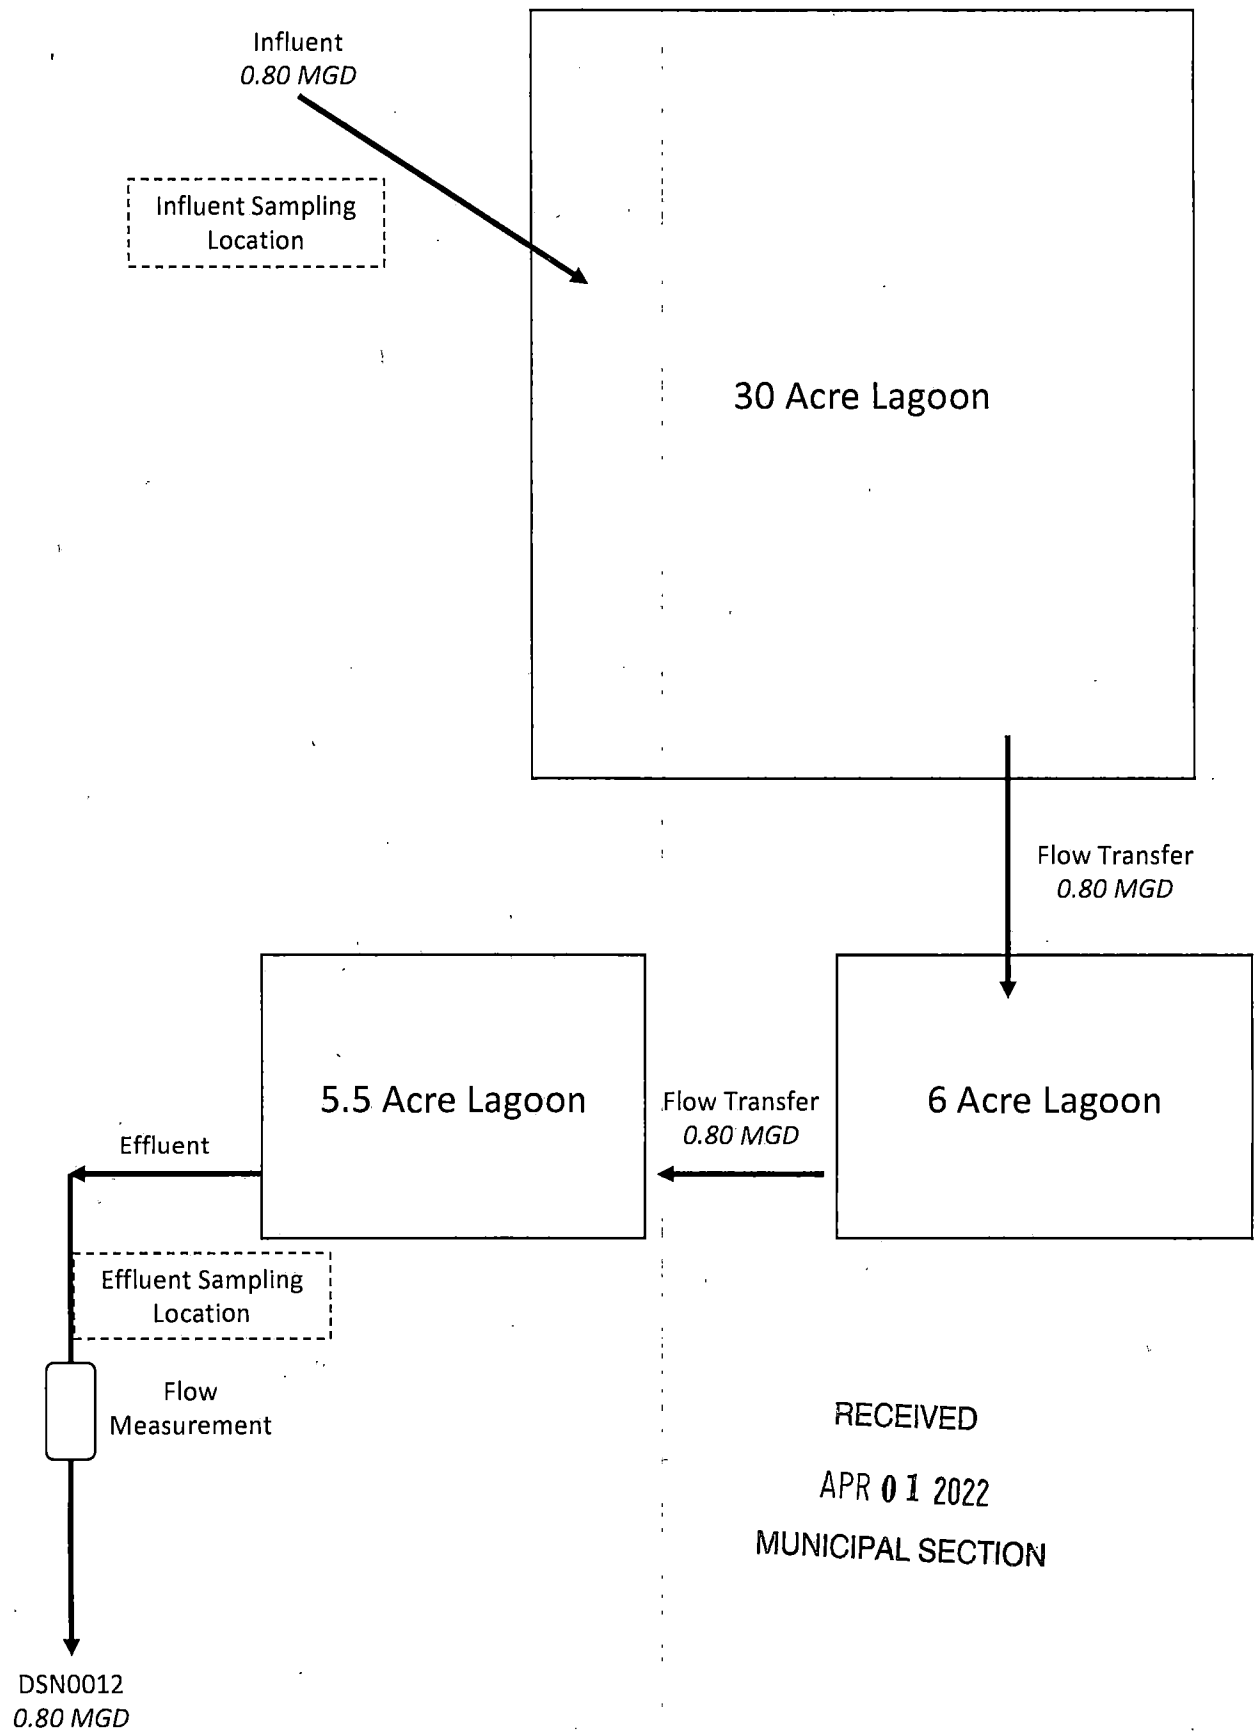 Influent
0.80 MGD
Influent Sampling
Location
30 Acre Lagoon
Flow Transfer
0.80 MGD
5.5 Acre Lagoon
Flow Transfer
0.80 MGD
6 Acre Lagoon
Effluent
Effluent Sampling
Location
Flow
Measurement
RECEIVED
APR 01 2022
MUNICIPAL SECTION
DSN0012
0.80 MGD